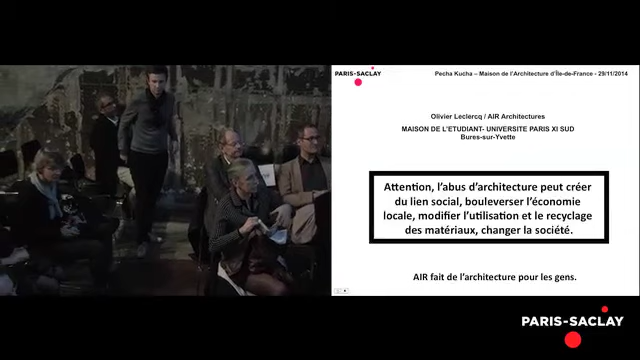 PARIS-SACLAY
Pecha Kucha – Maison de l'Architecture d'Île-de-France - 29/11/2014
Olivier Leclercq / AIR Architectures
MAISON DE L'ETUDIANT- UNIVERSITE PARIS XI SUD
Bures-sur-Yvette
Attention, l'abus d'architecture peut créer
du lien social, bouleverser l'économie
locale, modifier l'utilisation et le recyclage
des matériaux, changer la société.
AIR fait de l'architecture pour les gens.
PARIS-SACLAY